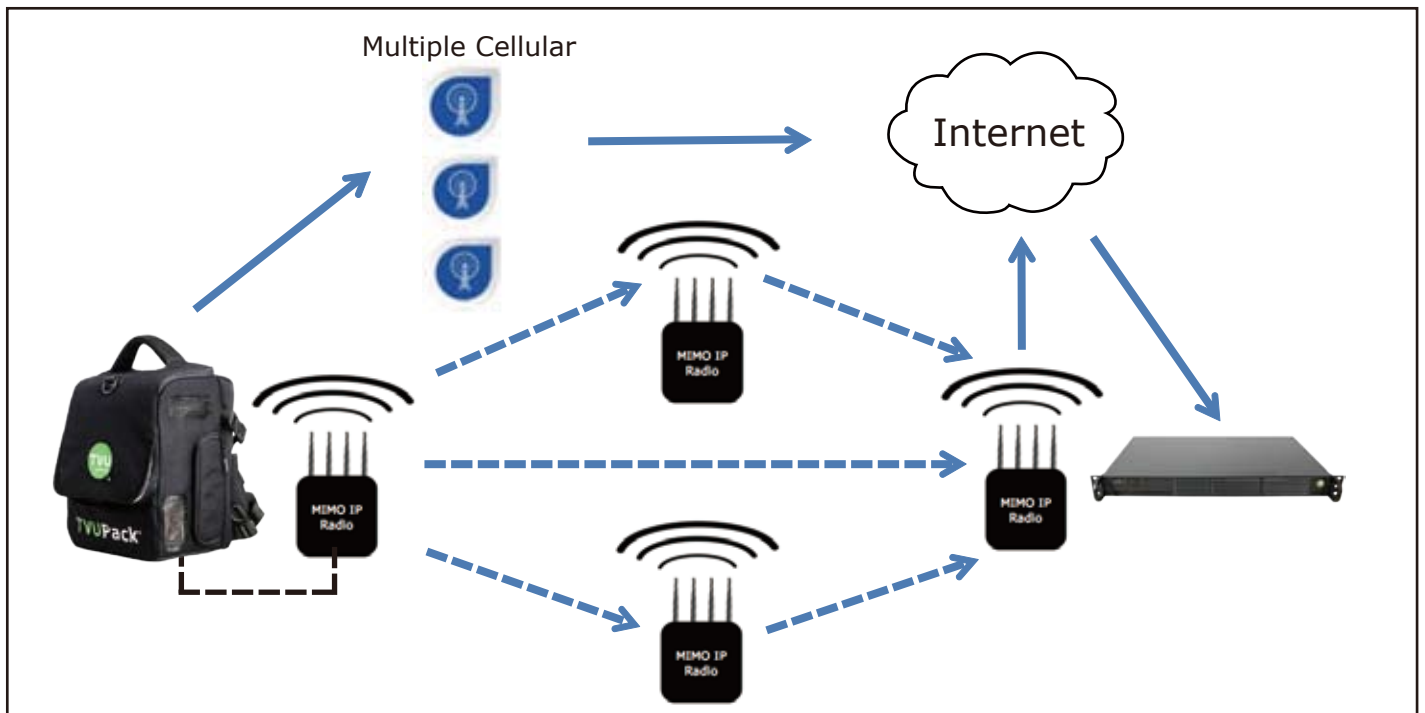 Multiple Cellular
Internet
MIMO IP
Radio
TVU
TVUPack
MIMO IP
Radio
MIMO IP
Radio
MIMO IP
Radio